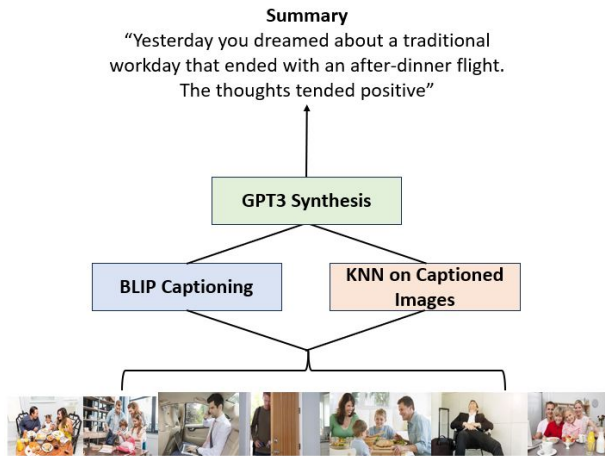 Summary
“Yesterday you dreamed about a traditional
workday that ended with an after-dinner flight.
The thoughts tended positive”
GPT3 Synthesis
BLIP Captioning
KNN on Captioned
Images